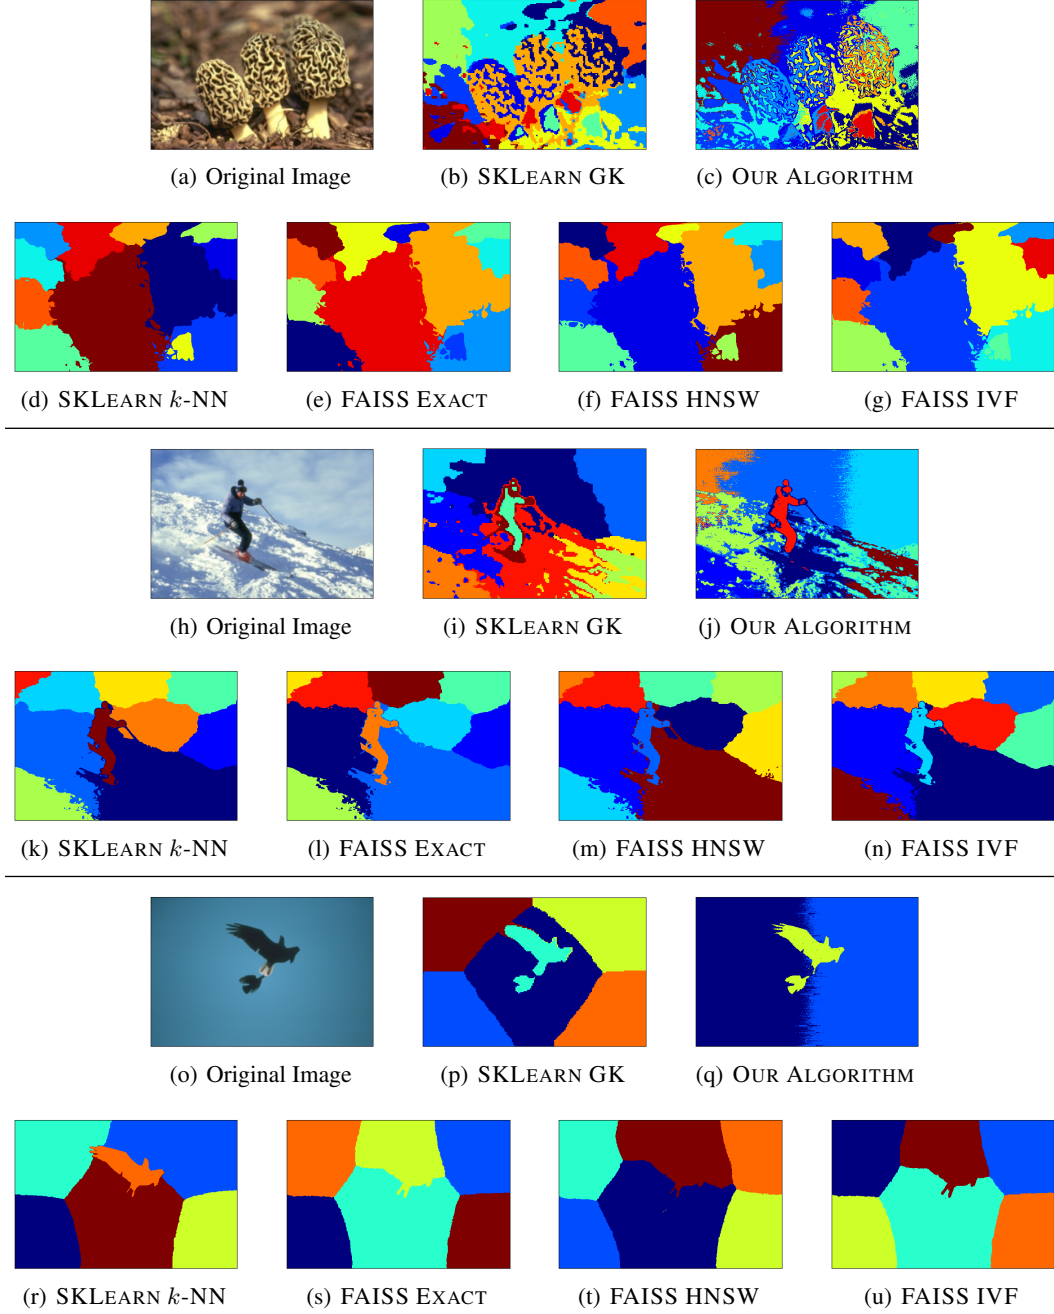 (a) Original Image
(b) SKLEARN GK
(c) OUR ALGORITHM
(d) SKLEARN k-NN
(e) FAISS EXACT
(f) FAISS HNSW
(g) FAISS IVF
(h) Original Image
(i) SKLEARN GK
(j) OUR ALGORITHM
(k) SKLEARN k-NN
(l) FAISS EXACT
(m) FAISS HNSW
(n) FAISS IVF
(o) Original Image
(p) SKLEARN GK
(q) OUR ALGORITHM
(r) SKLEARN k-NN
(s) FAISS EXACT
(t) FAISS HNSW
(u) FAISS IVF